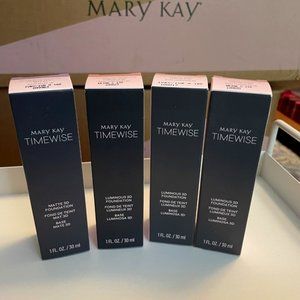 MARY KAY
MARY KAY
TIMEWISE
MATTE 3D
FOUNDATION
FOND DE TEINT
MAT 3D
BASE
MATE 3D
1 FL. OZ. / 30 ml
MARY KAY
TIMEWISE
LUMINOUS 3D
FOUNDATION
FOND DE TEINT
LUMINEUX 3D
BASE
LUMINOSA 3D
1 FL. OZ. / 30 ml
MARY KAY
TIMEWISE
LUMINOUS 3D
FOUNDATION
FOND DE TEINT
LUMINEUX 3D
BASE
LUMINOSA 3D
1 FL. OZ. / 30 ml
MARY KAY
TIMEWISE
LUMINOUS 3D
FOUNDATION
FOND DE TEINT
LUMINEUX 3D
BASE
LUMINOSA 3D
1 FL. OZ. / 30 ml